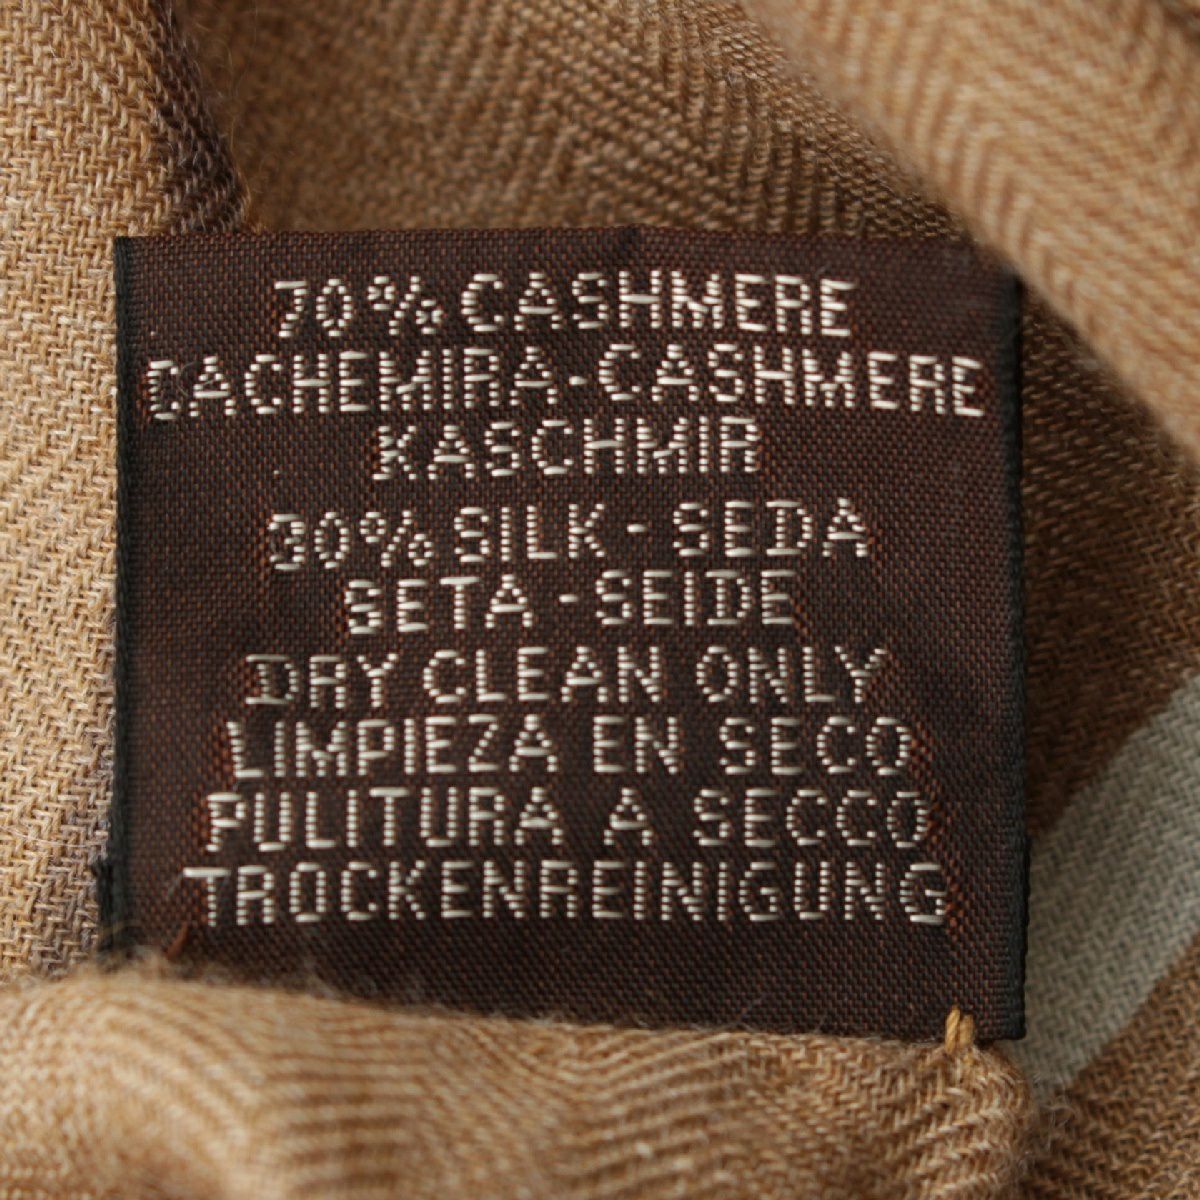 70% CASHMERE
CACHEMIRA-CASHMERE
KASCHMIR
30% SILK - SEDA
SETA - SEIDE
DRY CLEAN ONLY
LIMPIEZA EN SECO
PULITURA A SECCO
TROCKENREINIGUNG